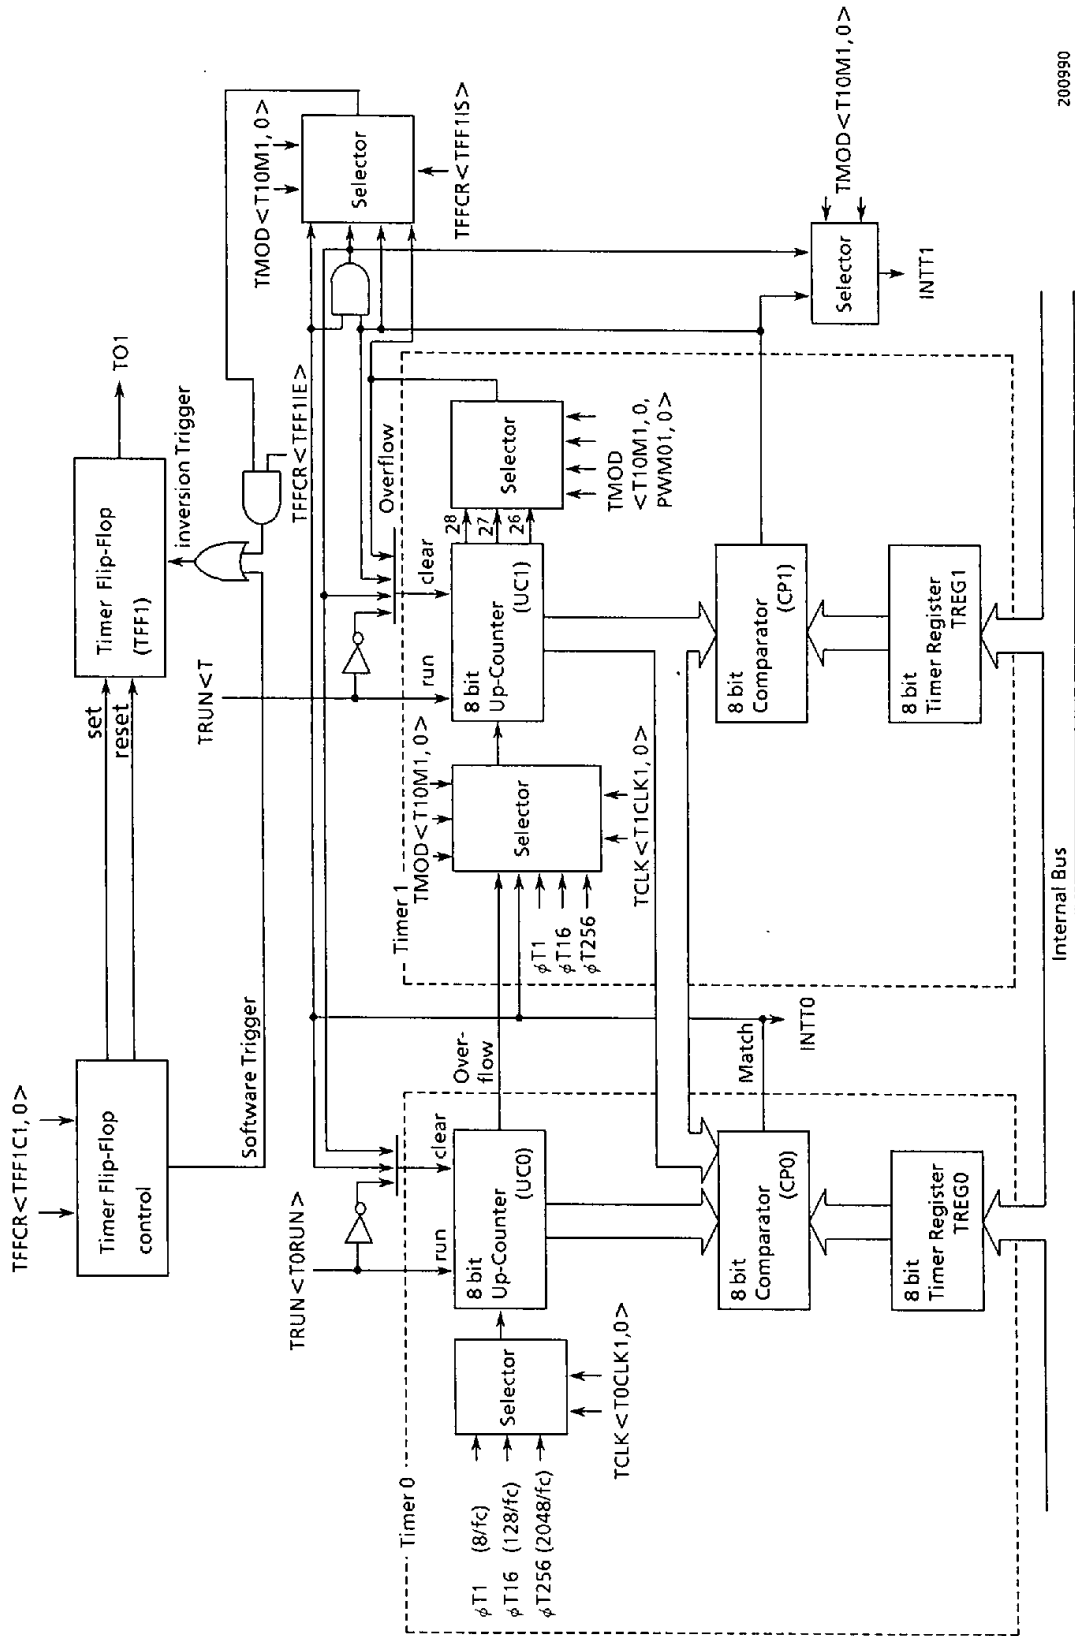 TFFCR<TFF1C1, 0>
Timer Flip-Flop
control
set
reset
Timer Flip-Flop
(TFF1)
TO1
Software Trigger
inversion Trigger
TFFCR<TFF1IE>
TMOD<T10M1, 0>
Selector
TFFCR<TFF1IS>
TRUN<T0RUN>
TRUN<T
Overflow
run
clear
run
clear
Timer 0
φT1 (8/fc)
φT16 (128/fc)
φT256 (2048/fc)
Selector
TCLK<T0CLK1, 0>
8 bit
Up-Counter
(UC0)
Over-
flow
Timer 1
TMOD<T10M1, 0>
φT1
φT16
φT256
Selector
TCLK<T1CLK1, 0>
8 bit
Up-Counter
(UC1)
28
27
26
Selector
TMOD
<T10M1, 0,
PWM01, 0>
8 bit
Comparator
(CP0)
Match
INTT0
8 bit
Comparator
(CP1)
Selector
TMOD<T10M1, 0>
INTT1
8 bit
Timer Register
TREG0
8 bit
Timer Register
TREG1
Internal Bus
200990